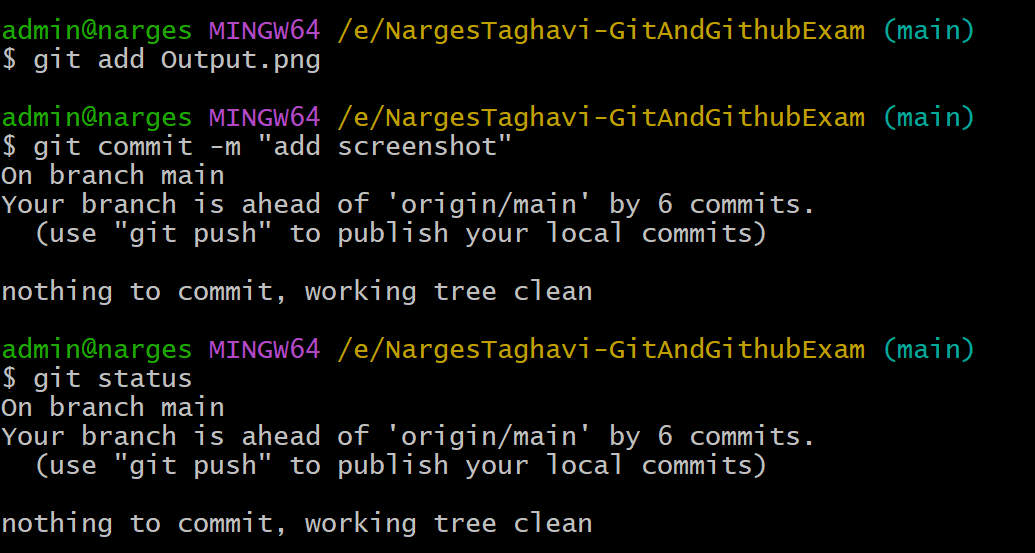 admin@narges MINGW64 /e/NargesTaghavi-GitAndGithubExam (main)
$ git add Output.png
admin@narges MINGW64 /e/NargesTaghavi-GitAndGithubExam (main)
$ git commit -m "add screenshot"
On branch main
Your branch is ahead of 'origin/main' by 6 commits.
  (use "git push" to publish your local commits)
nothing to commit, working tree clean
admin@narges MINGW64 /e/NargesTaghavi-GitAndGithubExam (main)
$ git status
On branch main
Your branch is ahead of 'origin/main' by 6 commits.
  (use "git push" to publish your local commits)
nothing to commit, working tree clean